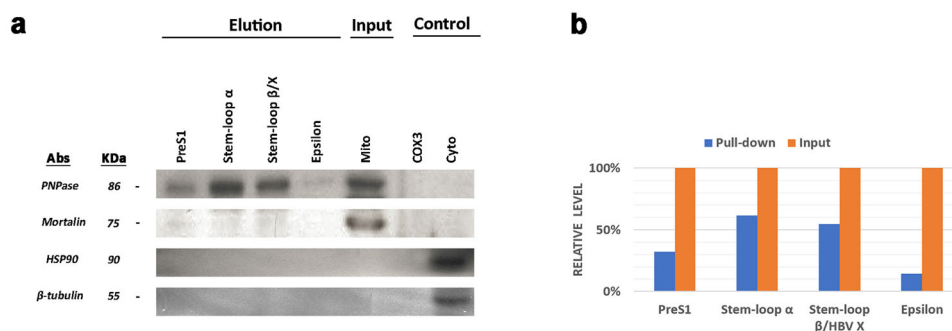 a
Elution Input Control
PreS1 Stem-loop α Stem-loop β/X Epsilon Mito COX3 Cyto
Abs KDa
PNPase 86 -
Mortalin 75 -
HSP90 90
β-tubulin 55 -
b
Pull-down Input
RELATIVE LEVEL
100%
50%
0%
PreS1 Stem-loop α Stem-loop Epsilon
β/HBV X